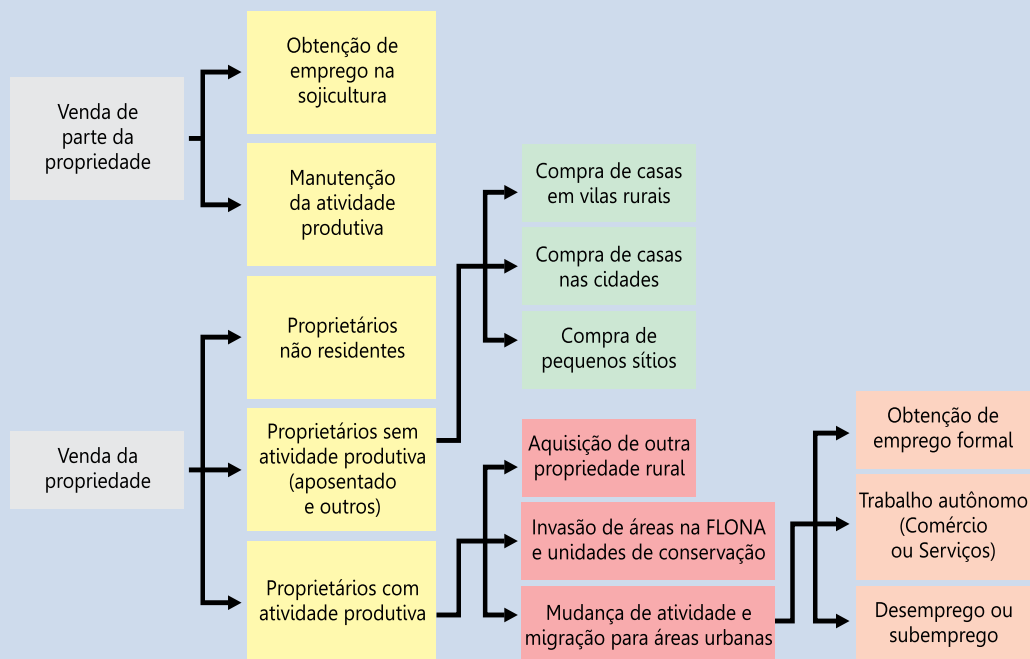 Venda de
parte da
propriedade
Obtenção de
emprego na
sojicultura
Manutenção
da atividade
produtiva
Venda da
propriedade
Proprietários
não residentes
Proprietários sem
atividade produtiva
(aposentado
e outros)
Proprietários com
atividade produtiva
Compra de casas
em vilas rurais
Compra de casas
nas cidades
Compra de
pequenos sítios
Aquisição de outra
propriedade rural
Invasão de áreas na FLONA
e unidades de conservação
Mudança de atividade e
migração para áreas urbanas
Obtenção de
emprego formal
Trabalho autônomo
(Comércio
ou Serviços)
Desemprego ou
subemprego